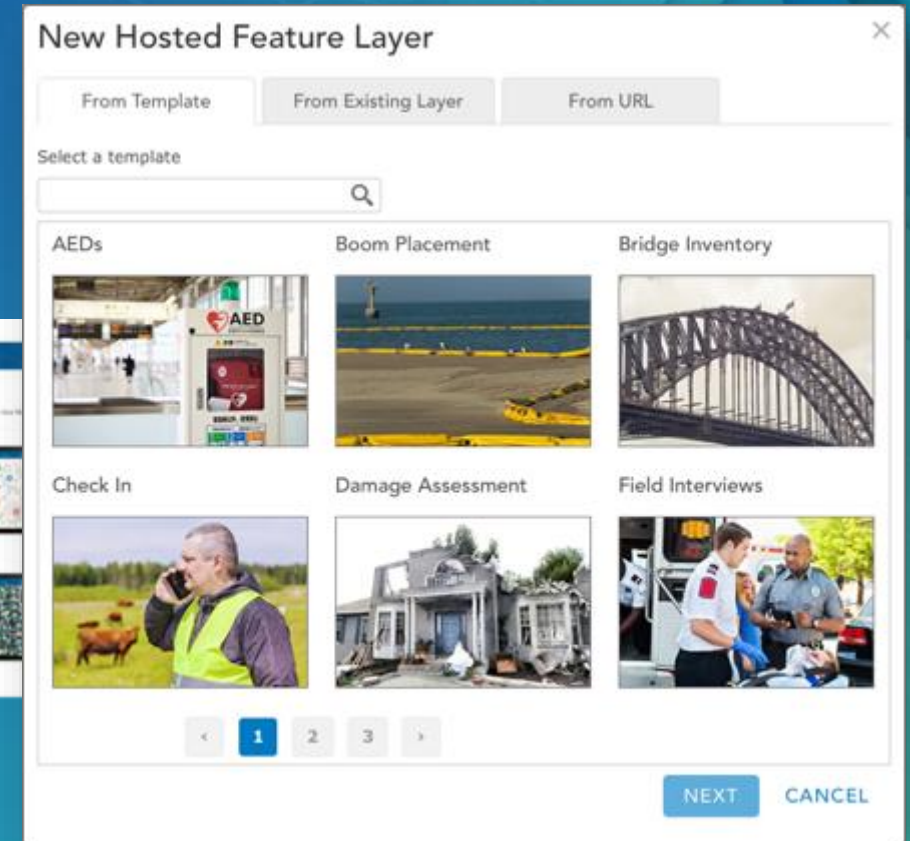 New Hosted Feature Layer
From Template
From Existing Layer
From URL
Select a template
AEDs
Boom Placement
Bridge Inventory
AED
Check In
Damage Assessment
Field Interviews
1
2
3
NEXT
CANCEL